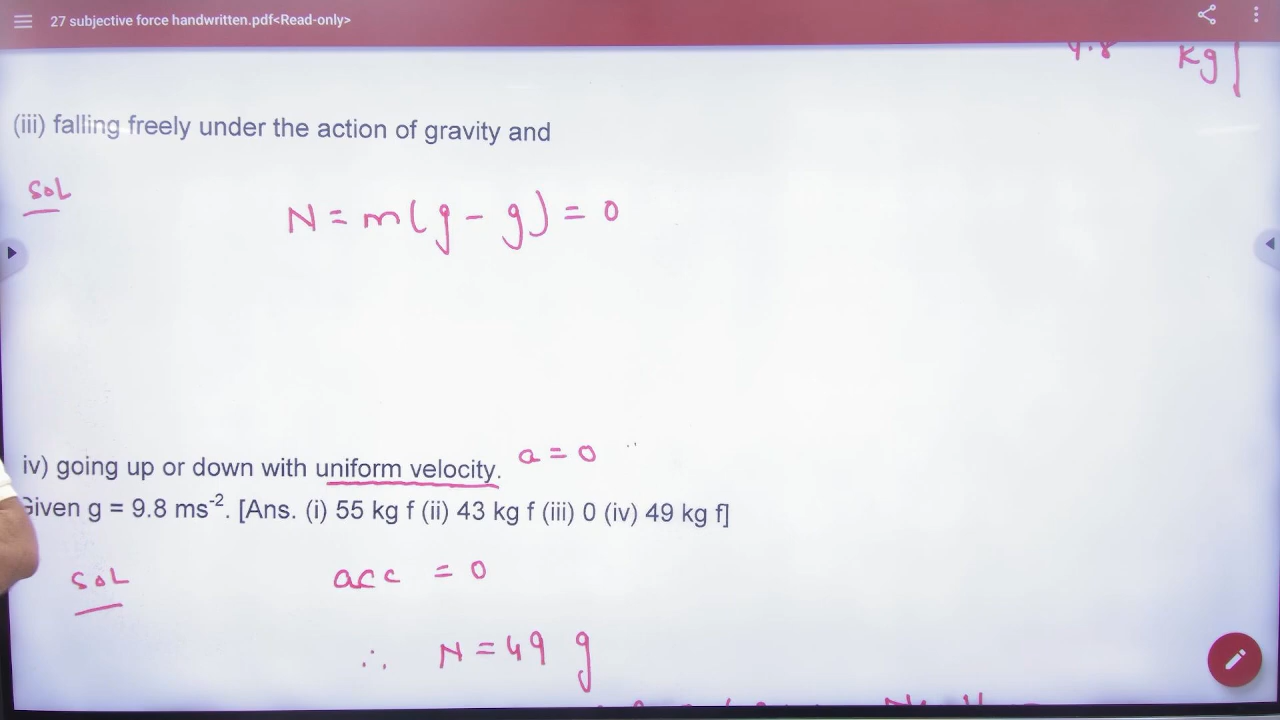 27 subjective force handwritten.pdf<Read-only>
kg
(iii) falling freely under the action of gravity and
SOL
N = m(g - g) = 0
iv) going up or down with uniform velocity. a = 0
Given g = 9.8 ms⁻². [Ans. (i) 55 kg f (ii) 43 kg f (iii) 0 (iv) 49 kg f]
SOL
acc = 0
∴ N = 49 g